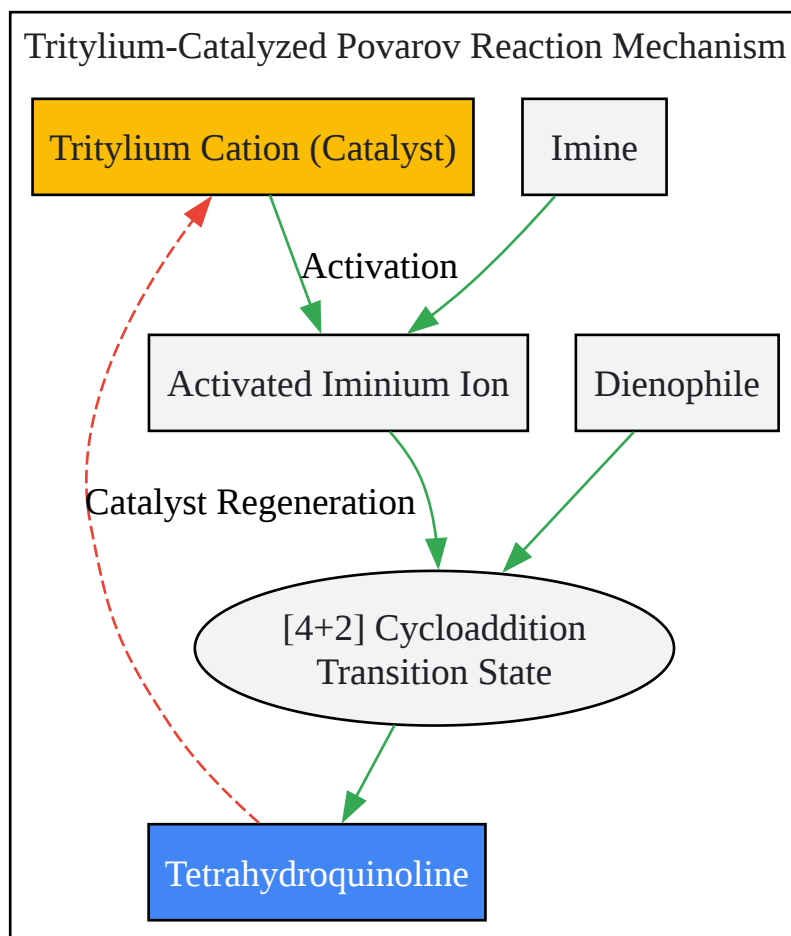 Tritylium-Catalyzed Povarov Reaction Mechanism
Tritylium Cation (Catalyst)
Imine
Activation
Activated Iminium Ion
Dienophile
Catalyst Regeneration
[4+2] Cycloaddition
Transition State
Tetrahydroquinoline